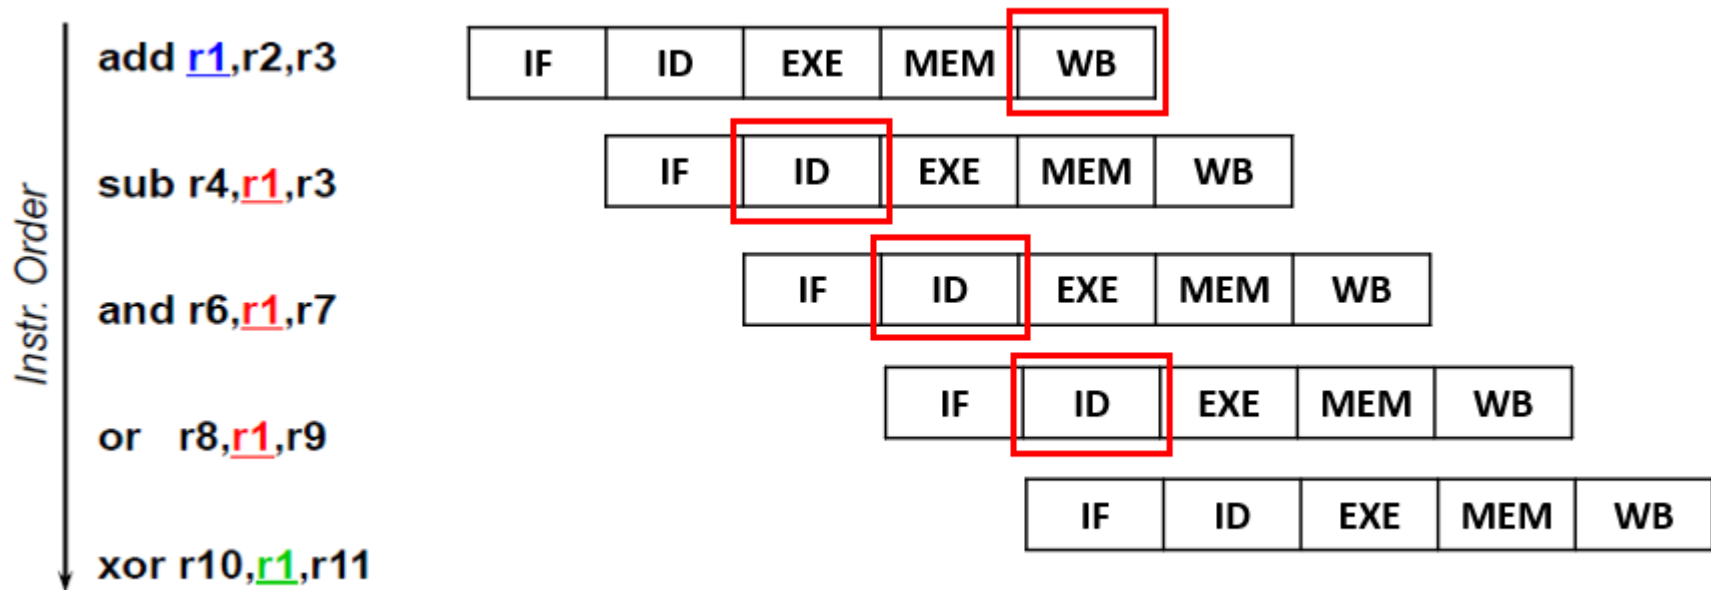 Instr. Order
add r1,r2,r3
IF ID EXE MEM WB
sub r4,r1,r3
IF ID EXE MEM WB
and r6,r1,r7
IF ID EXE MEM WB
or r8,r1,r9
IF ID EXE MEM WB
xor r10,r1,r11
IF ID EXE MEM WB